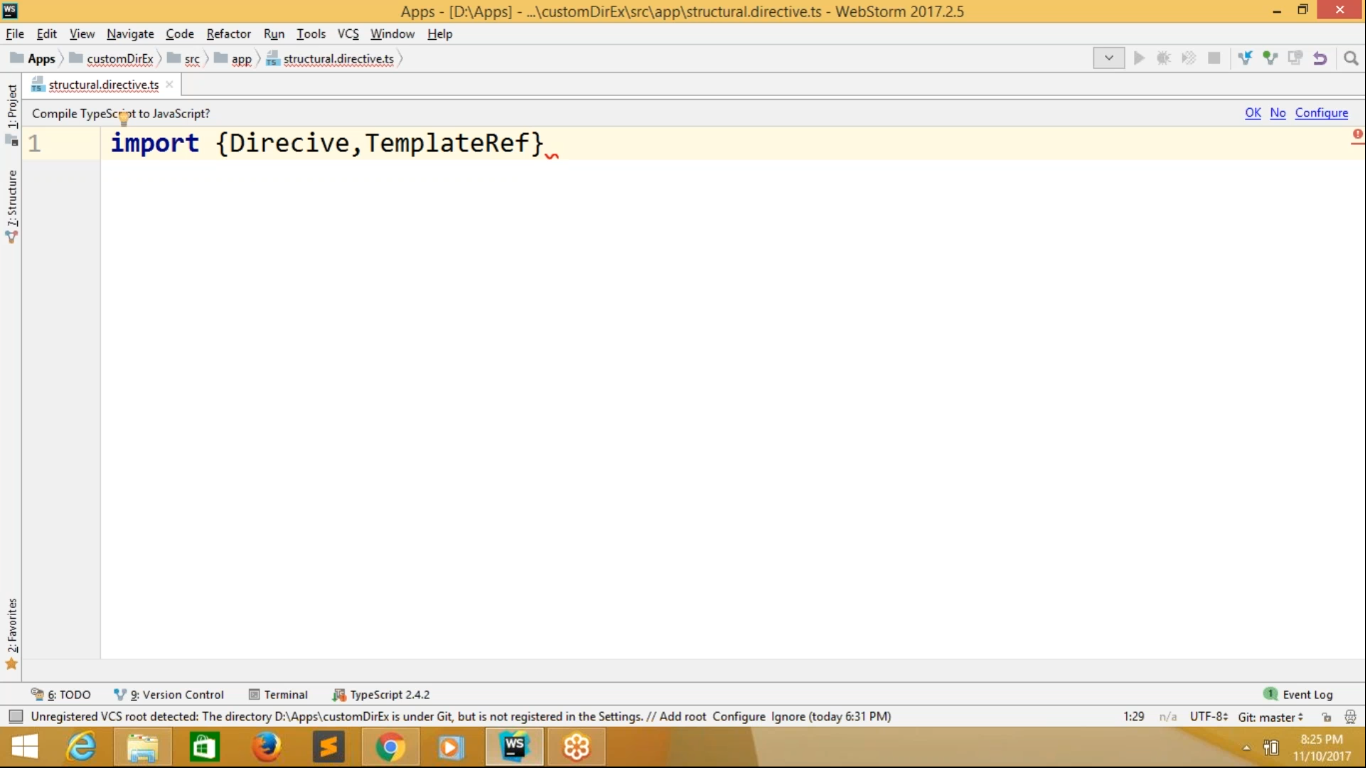 WS Apps - [D:\Apps] - ...\customDirEx\src\app\structural.directive.ts - WebStorm 2017.2.5
File Edit View Navigate Code Refactor Run Tools VCS Window Help
Apps customDirEx src app structural.directive.ts
1: Project
structural.directive.ts
Compile TypeScript to JavaScript? OK No Configure
1 import {Direcive,TemplateRef}
7: Structure
2: Favorites
6: TODO 9: Version Control Terminal TypeScript 2.4.2 1 Event Log
Unregistered VCS root detected: The directory D:\Apps\customDirEx is under Git, but is not registered in the Settings. // Add root Configure Ignore (today 6:31 PM) 1:29 n/a UTF-8 Git: master
WS
8:25 PM
11/10/2017